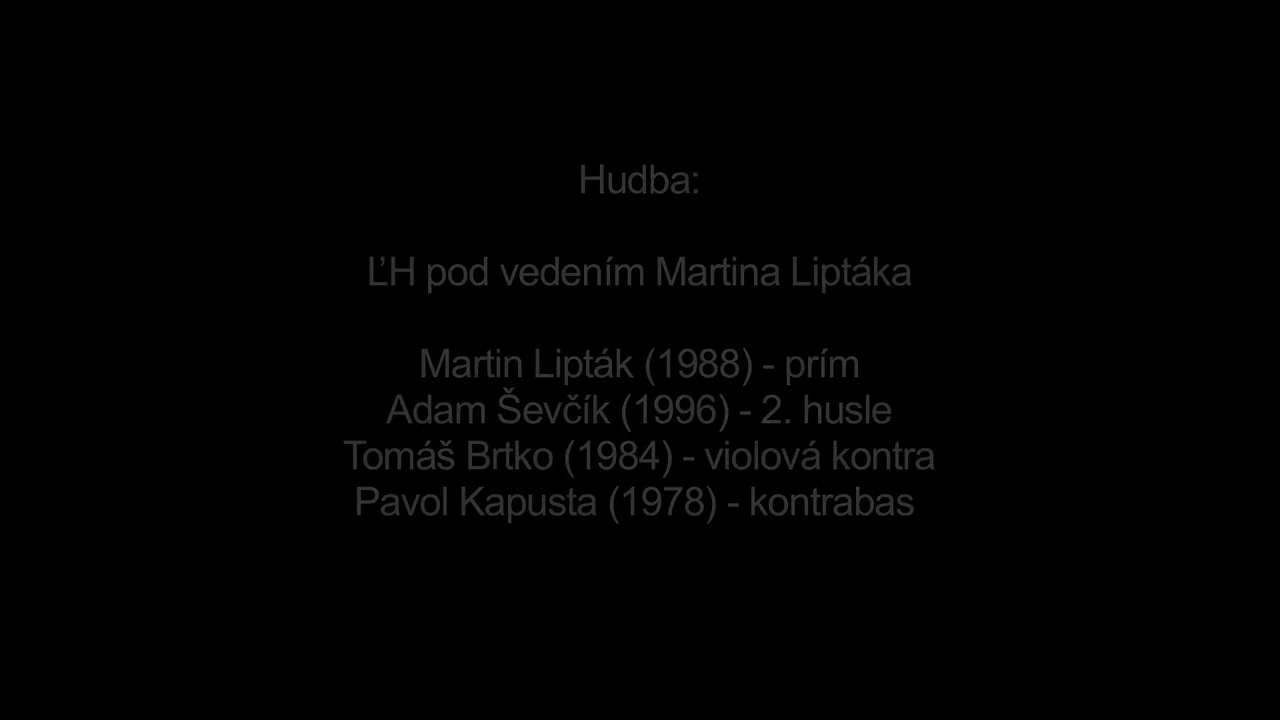 Hudba:
ĽH pod vedením Martina Liptáka
Martin Lipták (1988) - prím
Adam Ševčík (1996) - 2. husle
Tomáš Brtko (1984) - violová kontra
Pavol Kapusta (1978) - kontrabas